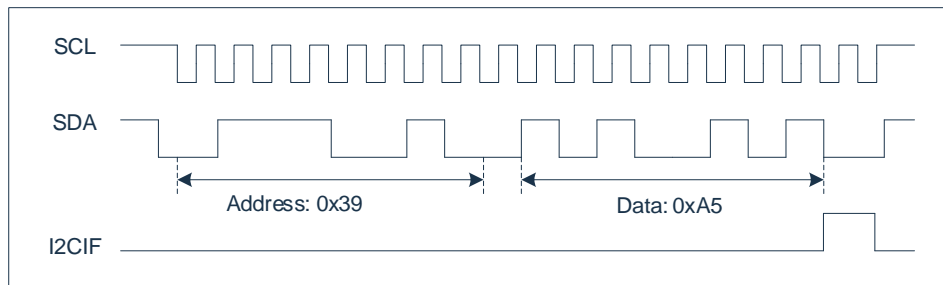 SCL
SDA
Address: 0x39
Data: 0xA5
I2CIF